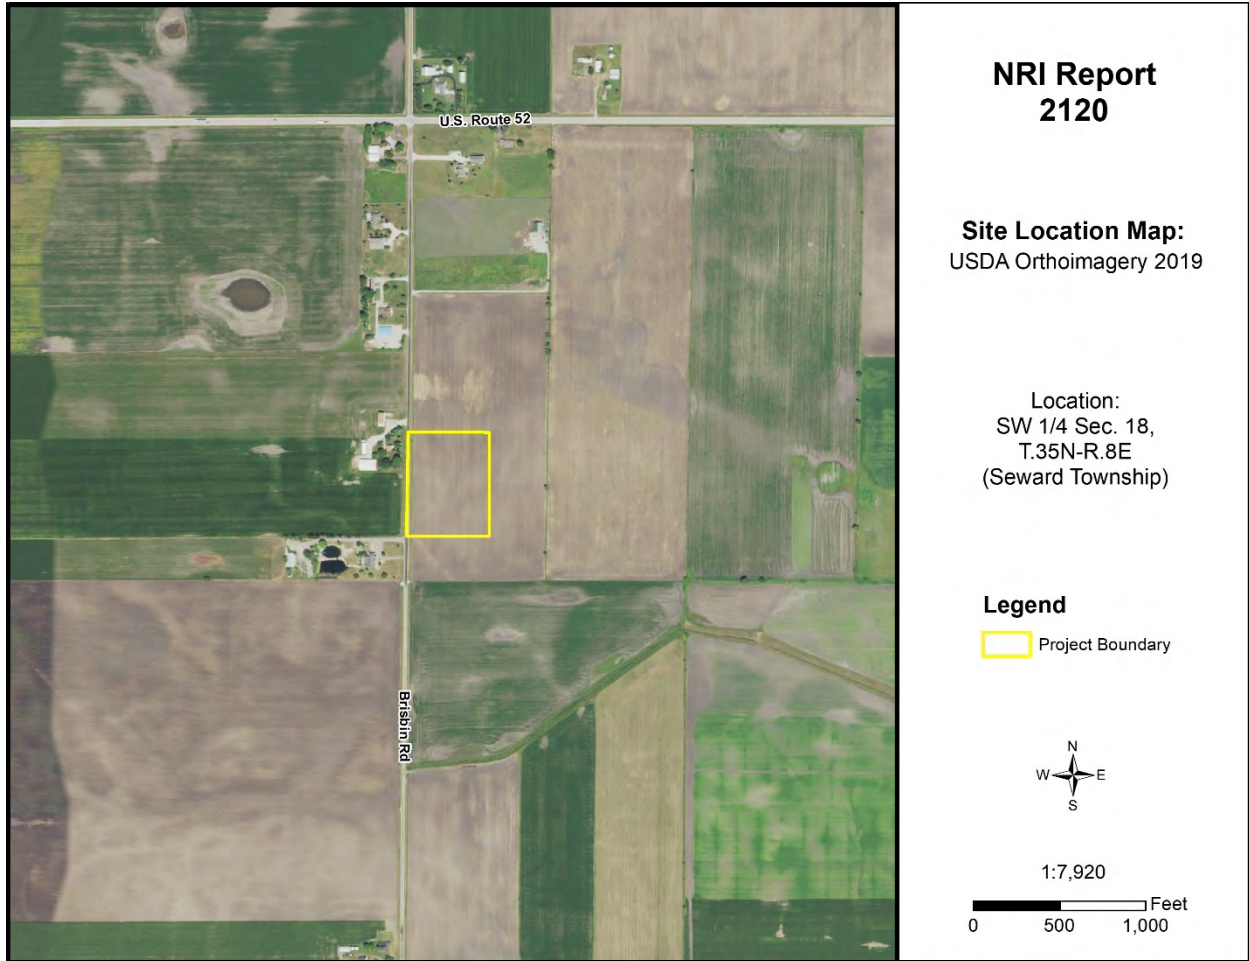 U.S. Route 52
Brisbin Rd
NRI Report
2120
Site Location Map:
USDA Orthoimagery 2019
Location:
SW 1/4 Sec. 18,
T.35N-R.8E
(Seward Township)
Legend
Project Boundary
N
W E
S
1:7,920
Feet
0 500 1,000